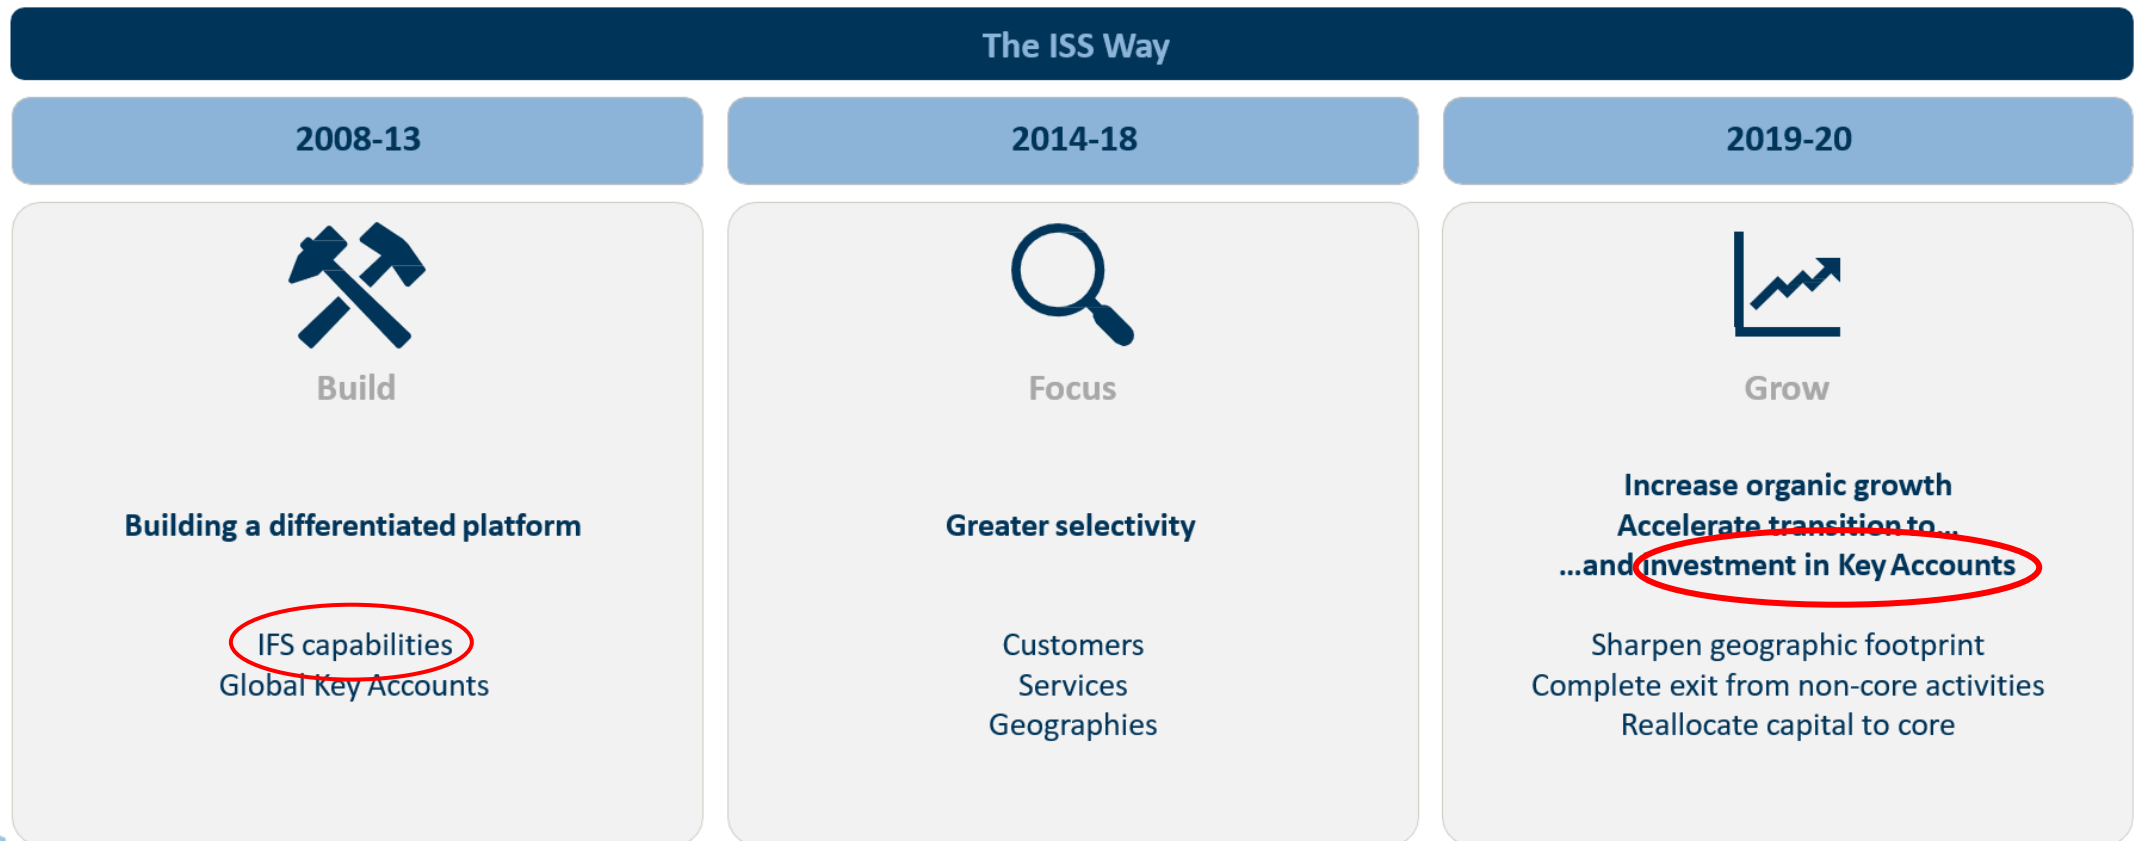 The ISS Way
2008-13
2014-18
2019-20
Build
Focus
Grow
Building a differentiated platform
IFS capabilities
Global Key Accounts
Greater selectivity
Customers
Services
Geographies
Increase organic growth
Accelerate transition to...
...and investment in Key Accounts
Sharpen geographic footprint
Complete exit from non-core activities
Reallocate capital to core